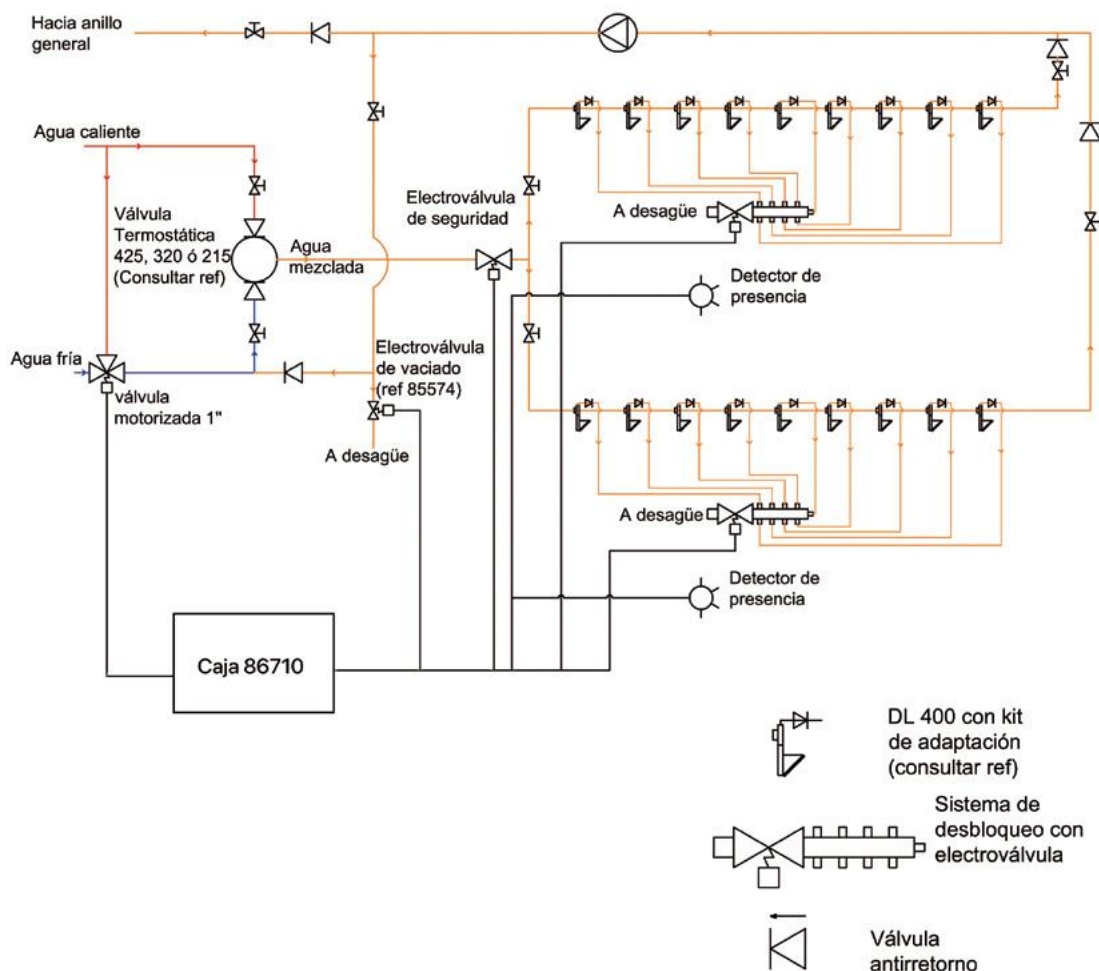 Hacia anillo
general
Agua caliente
Válvula
Termostática
425, 320 ó 215
(Consultar ref)
Agua
mezclada
Electroválvula
de seguridad
A desagüe
Detector de
presencia
Agua fría
válvula
motorizada 1"
Electroválvula
de vaciado
(ref 85574)
A desagüe
A desagüe
Detector de
presencia
Caja 86710
DL 400 con kit
de adaptación
(consultar ref)
Sistema de
desbloqueo con
electroválvula
Válvula
antirretorno